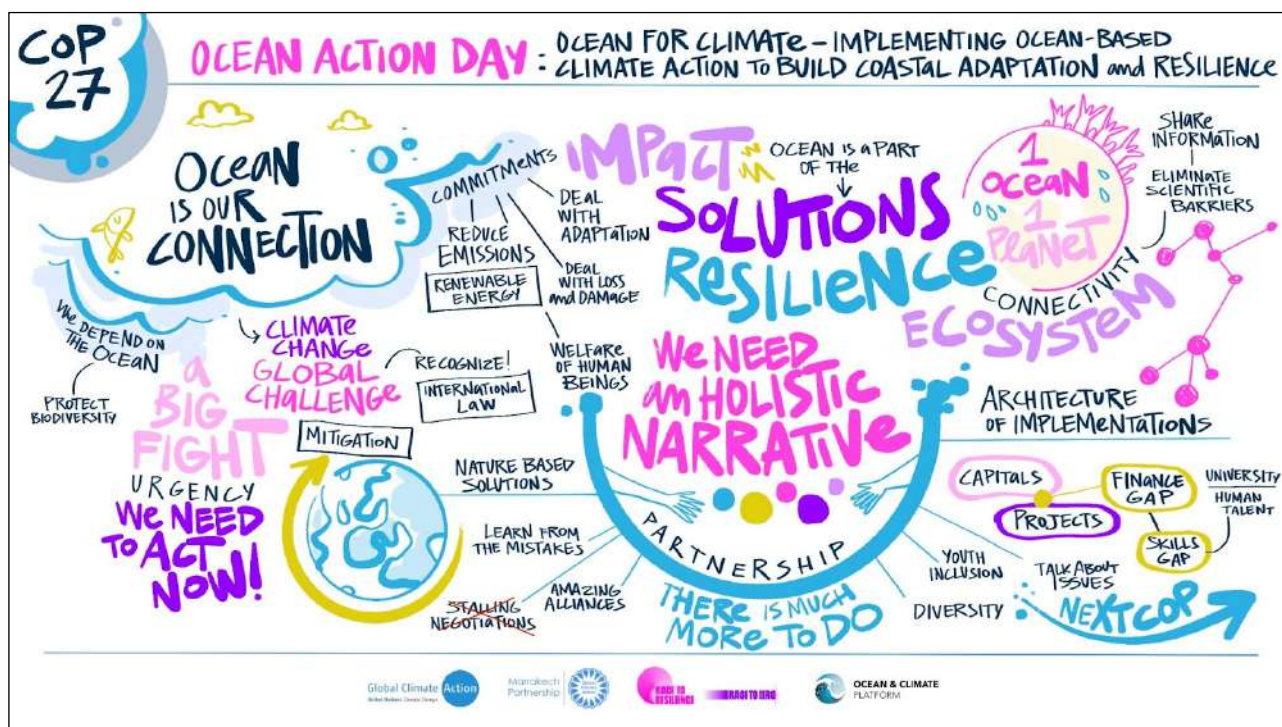 COP
27
OCEAN ACTION DAY : OCEAN FOR CLIMATE – IMPLEMENTING OCEAN-BASED
CLIMATE ACTION TO BUILD COASTAL ADAPTATION and RESILIENCE
OCEAN
IS OUR
CONNECTION
WE DEPEND ON
THE OCEAN
PROTECT
BIODIVERSITY
a
BIG
FIGHT
URGENCY
WE NEED
TO ACT
NOW!
CLIMATE
CHANGE
GLOBAL
CHALLENGE
RECOGNIZE!
INTERNATIONAL
LAW
MITIGATION
COMMITMENTS
REDUCE
EMISSIONS
RENEWABLE
ENERGY
DEAL
WITH
ADAPTATION
DEAL
WITH LOSS
and DAMAGE
WELFARE
OF HUMAN
BEINGS
IMPACT
OCEAN IS a PART
OF THE
SOLUTIONS
RESILIENCE
WE NEED
an HOLISTIC
NARRATIVE
PARTNERSHIP
THERE IS MUCH
MORE TO DO
NATURE BASED
SOLUTIONS
LEARN FROM
THE MISTAKES
STALLING
NEGOTIATIONS
AMAZING
ALLIANCES
1
OCEAN
1
PLANET
CONNECTIVITY
ECOSYSTEM
SHARE
INFORMATION
ELIMINATE
SCIENTIFIC
BARRIERS
ARCHITECTURE
OF IMPLEMENTATIONS
CAPITALS
PROJECTS
FINANCE
GAP
SKILLS
GAP
UNIVERSITY
HUMAN
TALENT
YOUTH
INCLUSION
DIVERSITY
TALK ABOUT
ISSUES
NEXT COP
Global Climate Action
United Nations Climate Change
Marrakech
Partnership
RACE TO
RESILIENCE
OCEAN & CLIMATE
PLATFORM